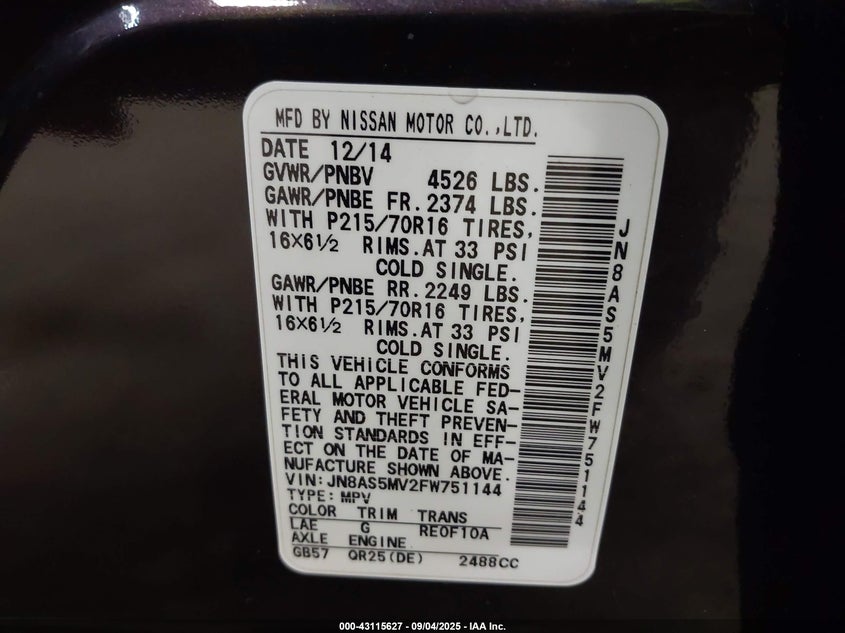 MFD BY NISSAN MOTOR CO.,LTD.
DATE 12/14
GVWR/PNBV 4526 LBS.
GAWR/PNBE FR.2374 LBS.
WITH P215/70R16 TIRES,
16X6½ RIMS.AT 33 PSI
COLD SINGLE.
GAWR/PNBE RR.2249 LBS.
WITH P215/70R16 TIRES,
16X6½ RIMS.AT 33 PSI
COLD SINGLE.
THIS VEHICLE CONFORMS
TO ALL APPLICABLE FED-
ERAL MOTOR VEHICLE SA-
FETY AND THEFT PREVEN-
TION STANDARDS IN EFF-
ECT ON THE DATE OF MA-
NUFACTURE SHOWN ABOVE.
VIN:JN8AS5MV2FW751144
TYPE:MPV
COLOR TRIM TRANS
LAE G RE0F10A
AXLE ENGINE
GB57 QR25(DE) 2488CC
JN8AS5MV2FW751144
000-43115627 - 09/04/2025 - IAA Inc.